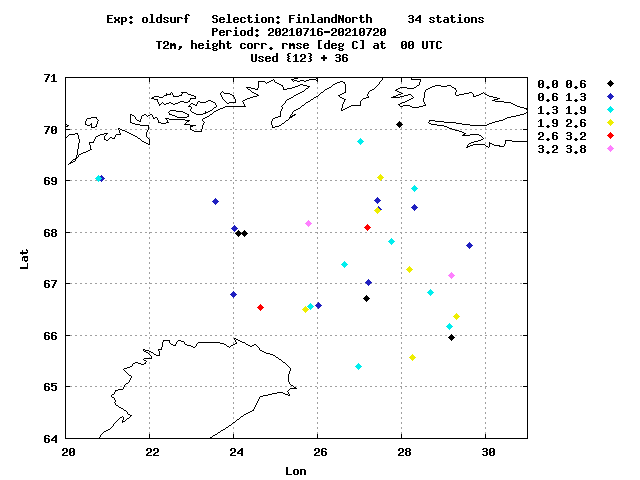 Exp: oldsurf Selection: FinlandNorth 34 stations
Period: 20210716-20210720
T2m, height corr. rmse [deg C] at 00 UTC
Used {12} + 36
71
70
69
68
67
66
65
64
Lat
20 22 24 26 28 30
Lon
0.0 0.6
0.6 1.3
1.3 1.9
1.9 2.6
2.6 3.2
3.2 3.8